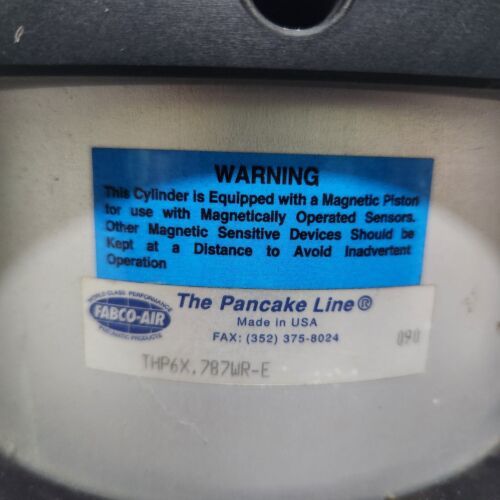 WARNING
This Cylinder is Equipped with a Magnetic Piston
for use with Magnetically Operated Sensors.
Other Magnetic Sensitive Devices Should be
Kept at a Distance to Avoid Inadvertent
Operation
WORLD CLASS PERFORMANCE
FABCO-AIR
PNEUMATIC PRODUCTS
The Pancake Line®
Made in USA
FAX: (352) 375-8024
090
THP6X.787WR-E